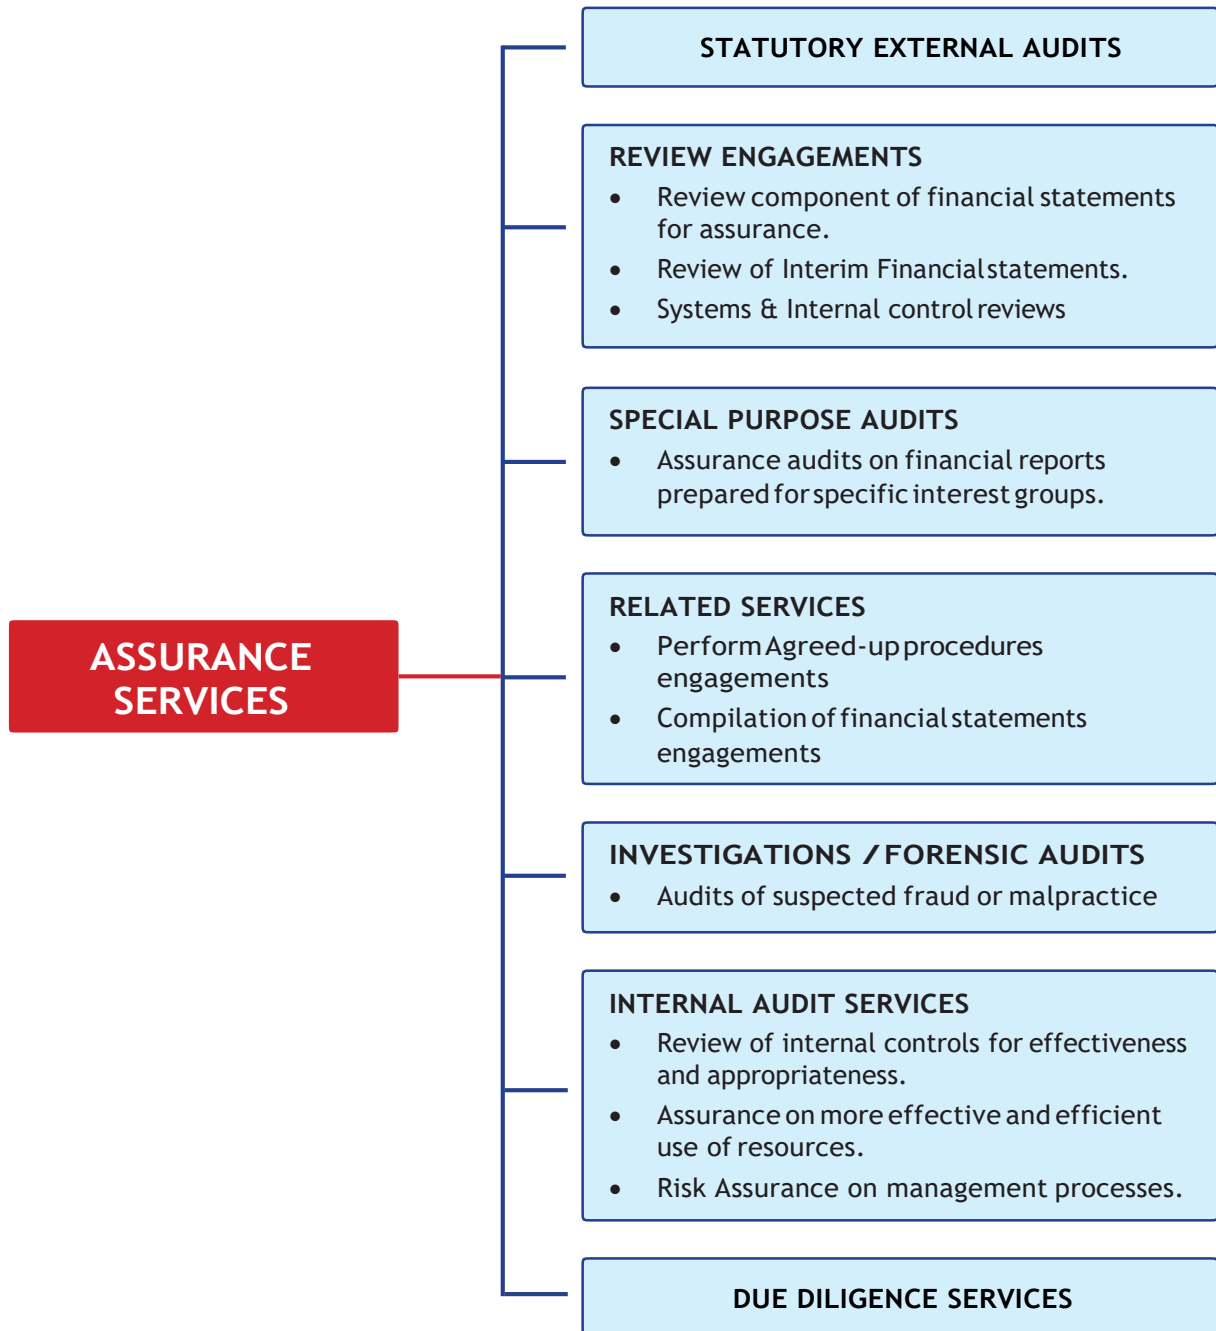 STATUTORY EXTERNAL AUDITS
REVIEW ENGAGEMENTS
• Review component of financial statements
for assurance.
• Review of Interim Financialstatements.
• Systems & Internal control reviews
SPECIAL PURPOSE AUDITS
• Assurance audits on financial reports
prepared for specific interest groups.
ASSURANCE
SERVICES
RELATED SERVICES
• Perform Agreed-up procedures
engagements
• Compilation of financial statements
engagements
INVESTIGATIONS / FORENSIC AUDITS
• Audits of suspected fraud or malpractice
INTERNAL AUDIT SERVICES
• Review of internal controls for effectiveness
and appropriateness.
• Assurance on more effective and efficient
use of resources.
• Risk Assurance on management processes.
DUE DILIGENCE SERVICES